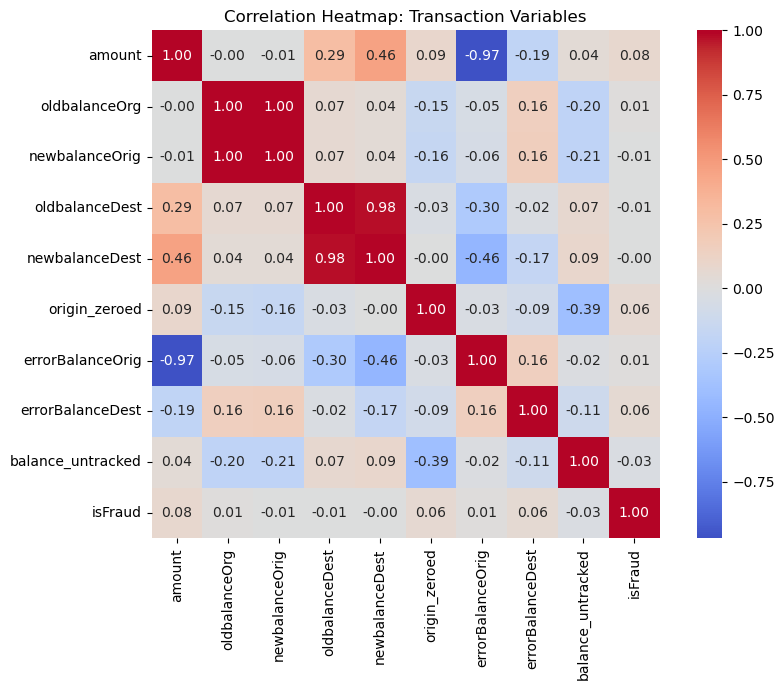 Correlation Heatmap: Transaction Variables
amount 1.00 -0.00 -0.01 0.29 0.46 0.09 -0.97 -0.19 0.04 0.08
oldbalanceOrg -0.00 1.00 1.00 0.07 0.04 -0.15 -0.05 0.16 -0.20 0.01
newbalanceOrig -0.01 1.00 1.00 0.07 0.04 -0.16 -0.06 0.16 -0.21 -0.01
oldbalanceDest 0.29 0.07 0.07 1.00 0.98 -0.03 -0.30 -0.02 0.07 -0.01
newbalanceDest 0.46 0.04 0.04 0.98 1.00 -0.00 -0.46 -0.17 0.09 -0.00
origin_zeroed 0.09 -0.15 -0.16 -0.03 -0.00 1.00 -0.03 -0.09 -0.39 0.06
errorBalanceOrig -0.97 -0.05 -0.06 -0.30 -0.46 -0.03 1.00 0.16 -0.02 0.01
errorBalanceDest -0.19 0.16 0.16 -0.02 -0.17 -0.09 0.16 1.00 -0.11 0.06
balance_untracked 0.04 -0.20 -0.21 0.07 0.09 -0.39 -0.02 -0.11 1.00 -0.03
isFraud 0.08 0.01 -0.01 -0.01 -0.00 0.06 0.01 0.06 -0.03 1.00
amount
oldbalanceOrg
newbalanceOrig
oldbalanceDest
newbalanceDest
origin_zeroed
errorBalanceOrig
errorBalanceDest
balance_untracked
isFraud
1.00
0.75
0.50
0.25
0.00
−0.25
−0.50
−0.75